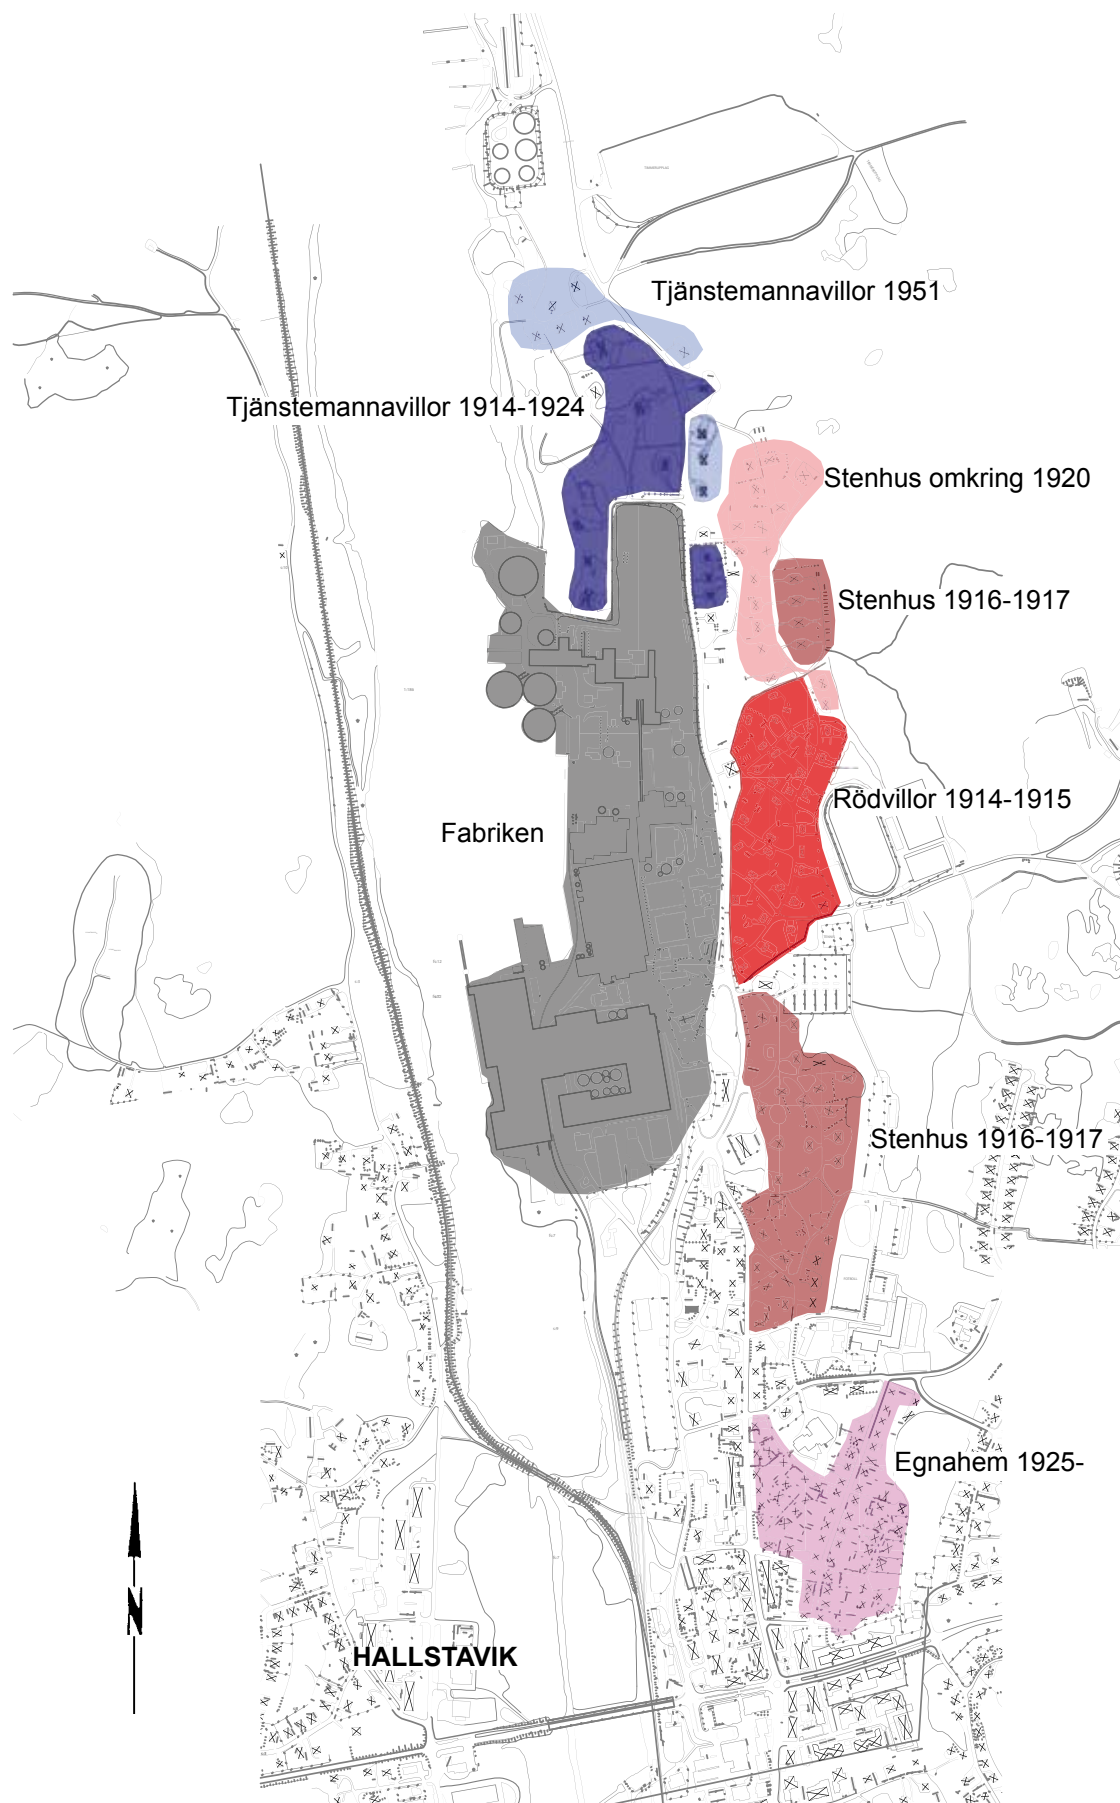 Tjänstemannavillor 1951
Tjänstemannavillor 1914-1924
Stenhus omkring 1920
Stenhus 1916-1917
Rödvillor 1914-1915
Fabriken
Stenhus 1916-1917
Egnahem 1925-
N
HALLSTAVIK